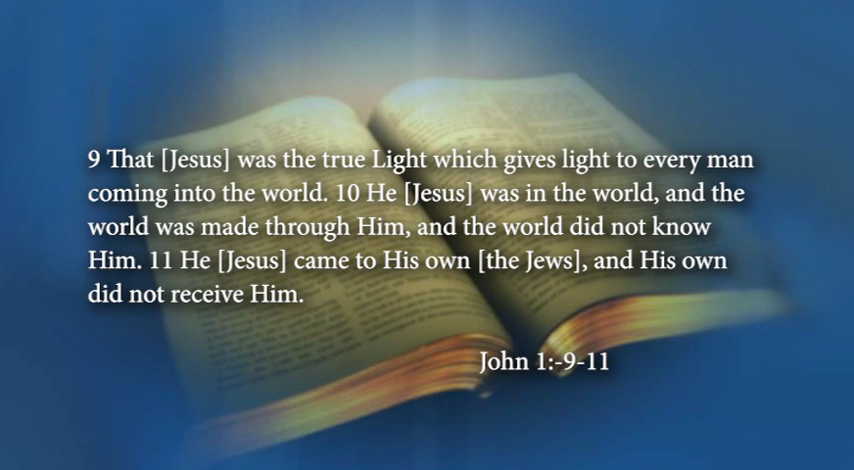 9 That [Jesus] was the true Light which gives light to every man
coming into the world. 10 He [Jesus] was in the world, and the
world was made through Him, and the world did not know
Him. 11 He [Jesus] came to His own [the Jews], and His own
did not receive Him.
John 1:-9-11